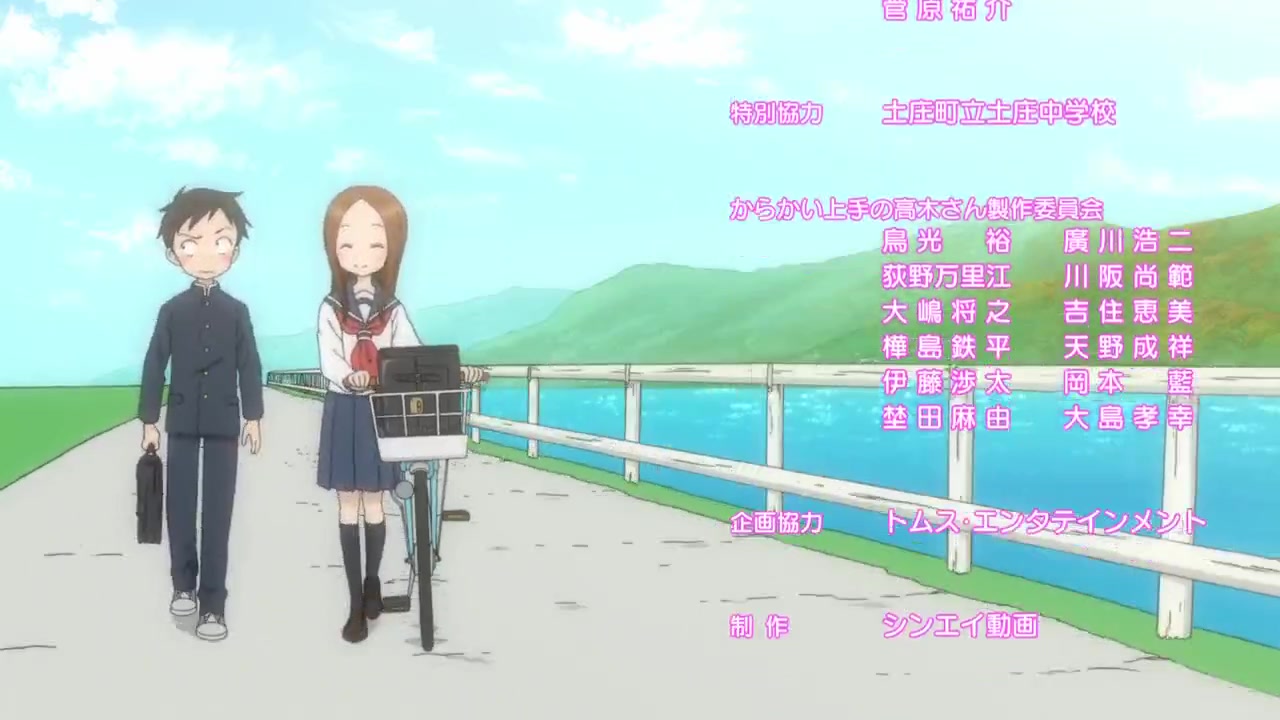 菅原祐介
特別協力 土庄町立土庄中学校
からかい上手の高木さん製作委員会
鳥光 裕 廣川浩二
荻野万里江 川阪尚範
大嶋将之 吉住恵美
樺島鉄平 天野成祥
伊藤渉太 岡本 藍
埜田麻由 大島孝幸
企画協力 トムス・エンタテインメント
制作 シンエイ動画